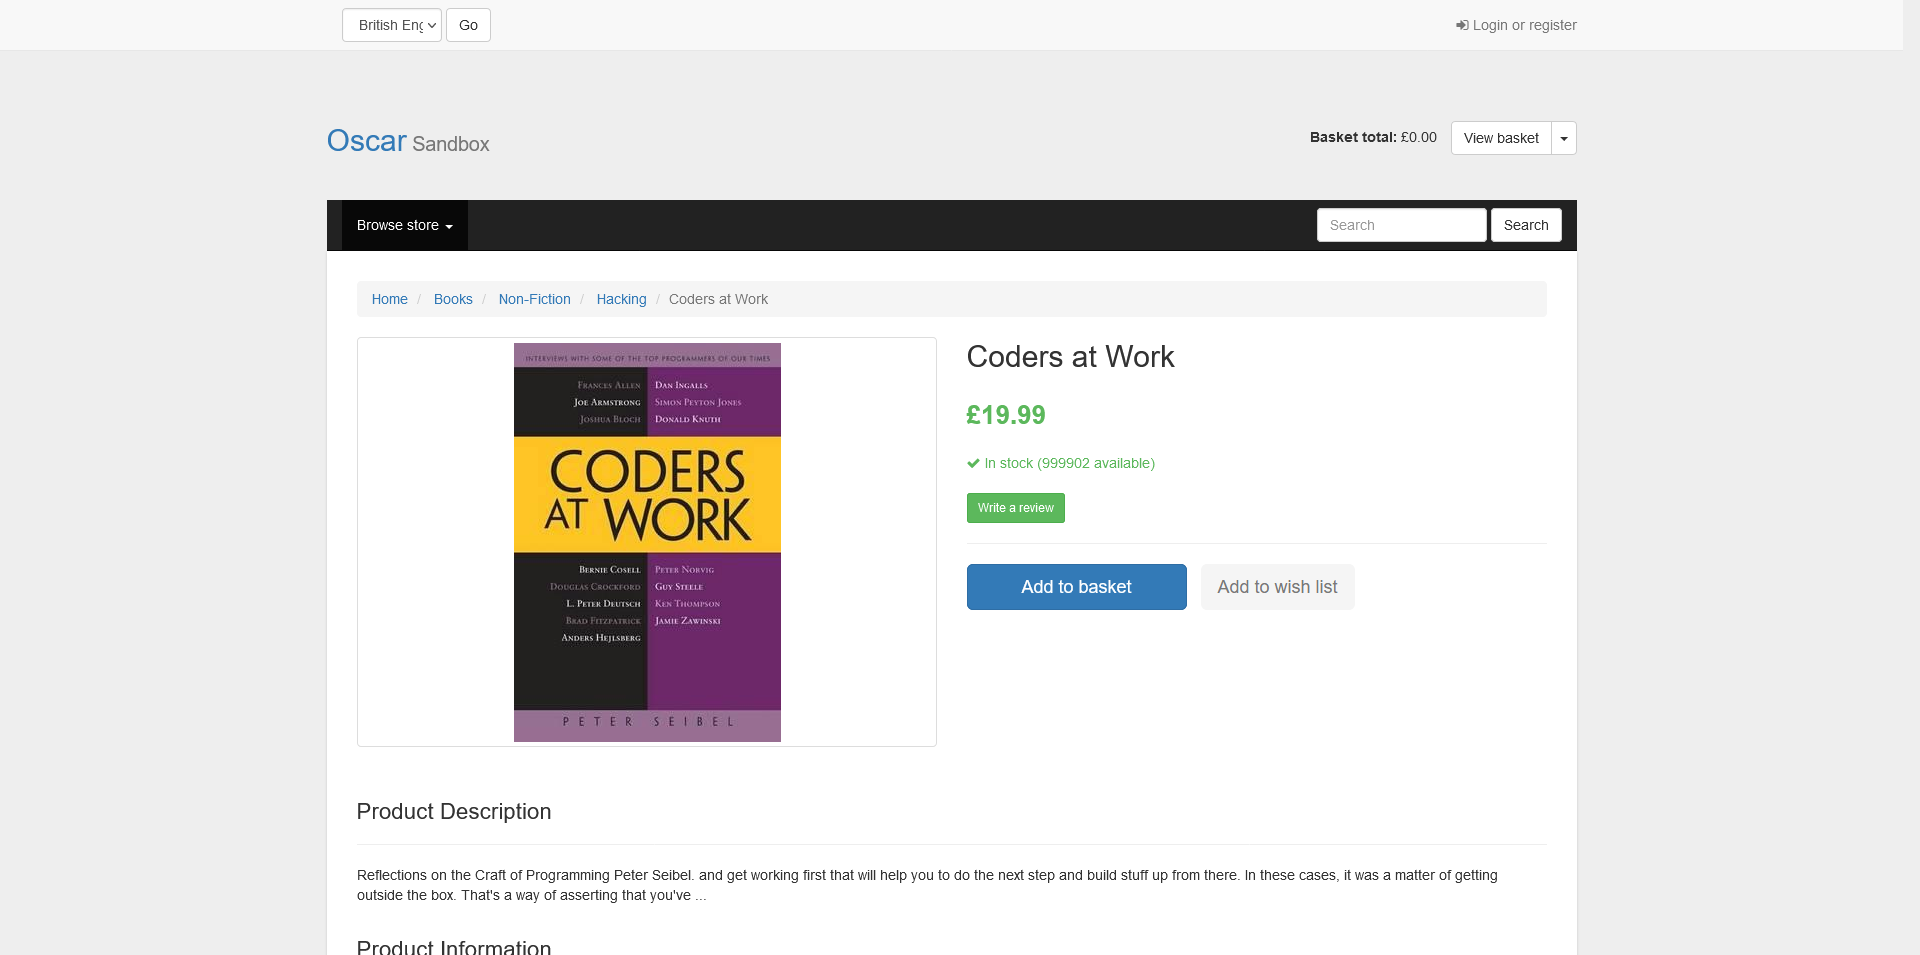 British Eng
Go
Login or register
Oscar Sandbox
Basket total: £0.00
View basket
Browse store
Search
Search
Home / Books / Non-Fiction / Hacking / Coders at Work
INTERVIEWS WITH SOME OF THE TOP PROGRAMMERS OF OUR TIMES
FRANCES ALLEN
JOE ARMSTRONG
JOSHUA BLOCH
DAN INGALLS
SIMON PEYTON JONES
DONALD KNUTH
CODERS
AT WORK
BERNIE COSELL
DOUGLAS CROCKFORD
L. PETER DEUTSCH
BRAD FITZPATRICK
ANDERS HEJLSBERG
PETER NORVIG
GUY STEELE
KEN THOMPSON
JAMIE ZAWINSKI
PETER SEIBEL
Coders at Work
£19.99
In stock (999902 available)
Write a review
Add to basket
Add to wish list
Product Description
Reflections on the Craft of Programming Peter Seibel. and get working first that will help you to do the next step and build stuff up from there. In these cases, it was a matter of getting
outside the box. That's a way of asserting that you've ...
Product Information